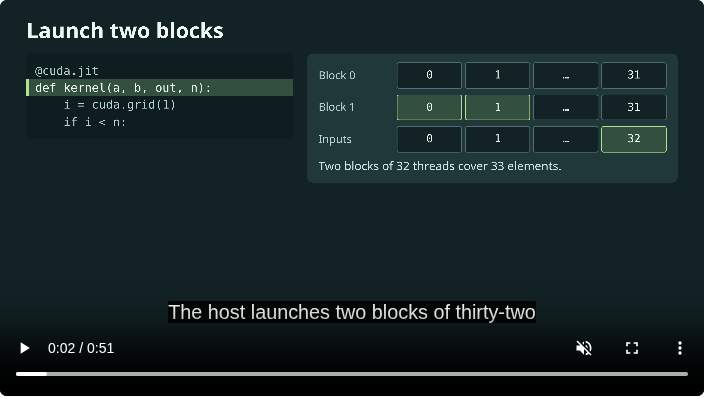 Launch two blocks
@cuda.jit
def kernel(a, b, out, n):
    i = cuda.grid(1)
    if i < n:
Block 0 0 1 … 31
Block 1 0 1 … 31
Inputs 0 1 … 32
Two blocks of 32 threads cover 33 elements.
The host launches two blocks of thirty-two
0:02 / 0:51